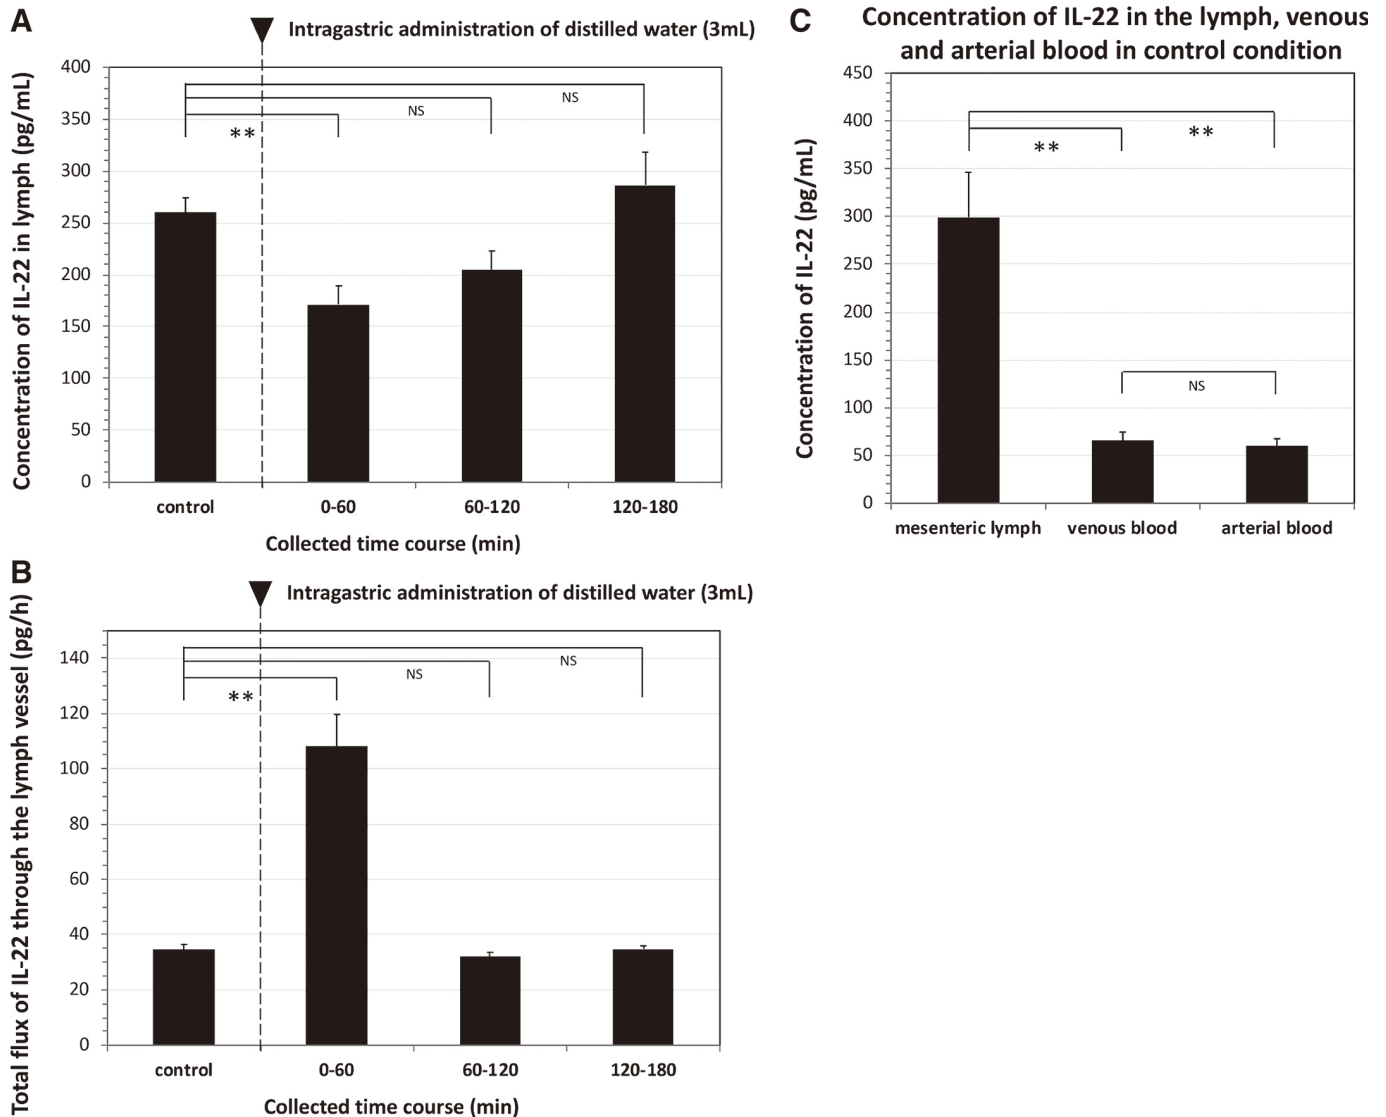 A
Intragastric administration of distilled water (3mL)
Concentration of IL-22 in lymph (pg/mL)
400
350
300
250
200
150
100
50
0
NS
NS
**
control
0-60
60-120
120-180
Collected time course (min)
B
Intragastric administration of distilled water (3mL)
Total flux of IL-22 through the lymph vessel (pg/h)
140
120
100
80
60
40
20
0
NS
NS
**
control
0-60
60-120
120-180
Collected time course (min)
C
Concentration of IL-22 in the lymph, venous
and arterial blood in control condition
Concentration of IL-22 (pg/mL)
450
400
350
300
250
200
150
100
50
0
**
**
NS
mesenteric lymph
venous blood
arterial blood